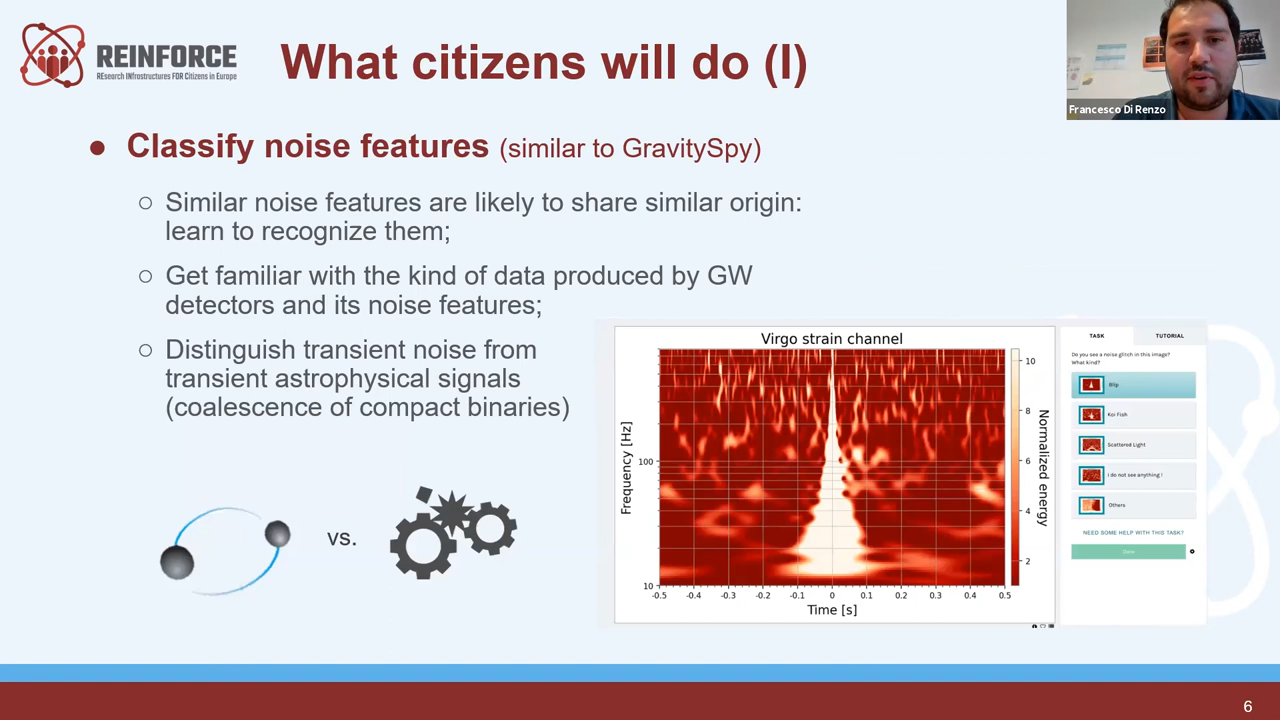 REINFORCE
REsearch INfrastructures FOR Citizens in Europe
What citizens will do (I)
Francesco Di Renzo
● Classify noise features (similar to GravitySpy)
○ Similar noise features are likely to share similar origin:
learn to recognize them;
○ Get familiar with the kind of data produced by GW
detectors and its noise features;
○ Distinguish transient noise from
transient astrophysical signals
(coalescence of compact binaries)
vs.
Virgo strain channel
Frequency [Hz]
100
10
-0.5 -0.4 -0.3 -0.2 -0.1 0 0.1 0.2 0.3 0.4 0.5
Time [s]
10
8
6
4
2
Normalized energy
TASK TUTORIAL
Do you see a noise glitch in this image?
What kind?
Blip
Koi Fish
Scattered Light
I do not see anything !
Others
NEED SOME HELP WITH THIS TASK?
Done
6